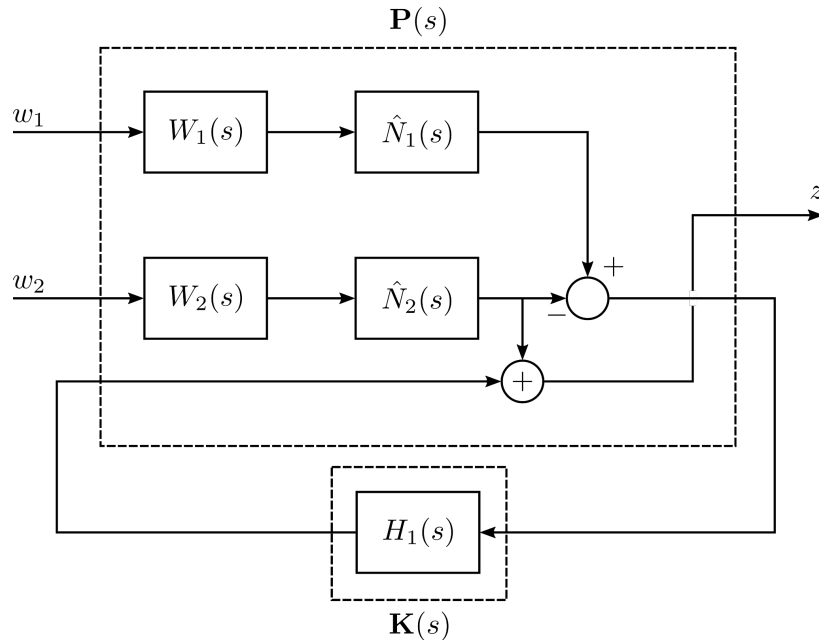 P(s)
w₁
W₁(s)
N̂₁(s)
z
w₂
W₂(s)
N̂₂(s)
+
−
+
H₁(s)
K(s)